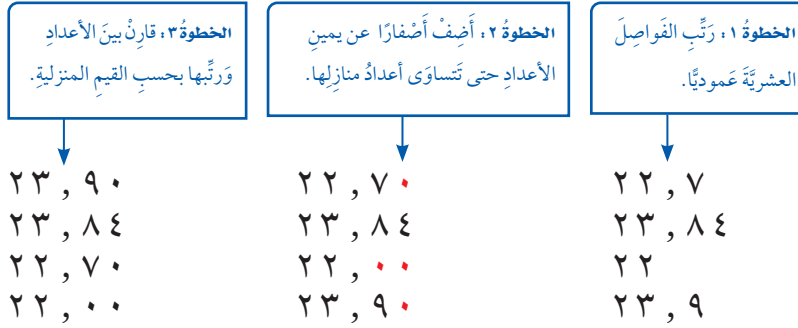 الخطوةُ ١ : رَتِّبِ الفَواصِلَ
العشريَّةَ عَموديًّا.
٢٢,٧
٢٣,٨٤
٢٢
٢٣,٩
الخطوةُ ٢ : أَضِفْ أَصْفارًا عن يمينِ
الأعدادِ حتى تَتساوَى أعدادُ منازِلِها.
٢٢,٧٠
٢٣,٨٤
٢٢,٠٠
٢٣,٩٠
الخطوةُ ٣ : قارِنْ بينَ الأعدادِ
وَرتِّبها بحسبِ القيمِ المنزليةِ.
٢٣,٩٠
٢٣,٨٤
٢٢,٧٠
٢٢,٠٠